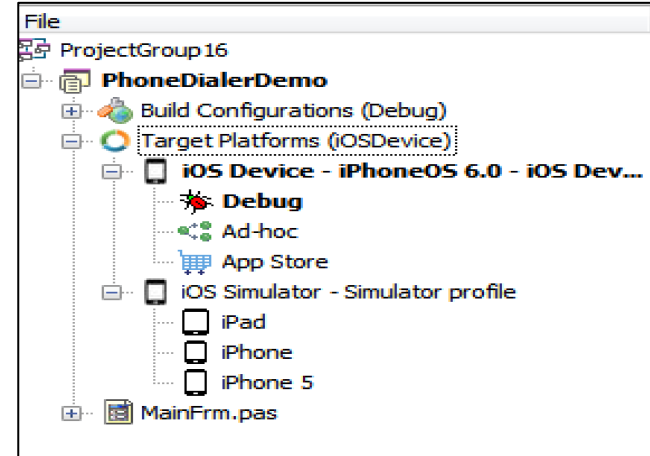 File
ProjectGroup16
PhoneDialerDemo
Build Configurations (Debug)
Target Platforms (iOSDevice)
iOS Device - iPhoneOS 6.0 - iOS Dev...
Debug
Ad-hoc
App Store
iOS Simulator - Simulator profile
iPad
iPhone
iPhone 5
MainFrm.pas